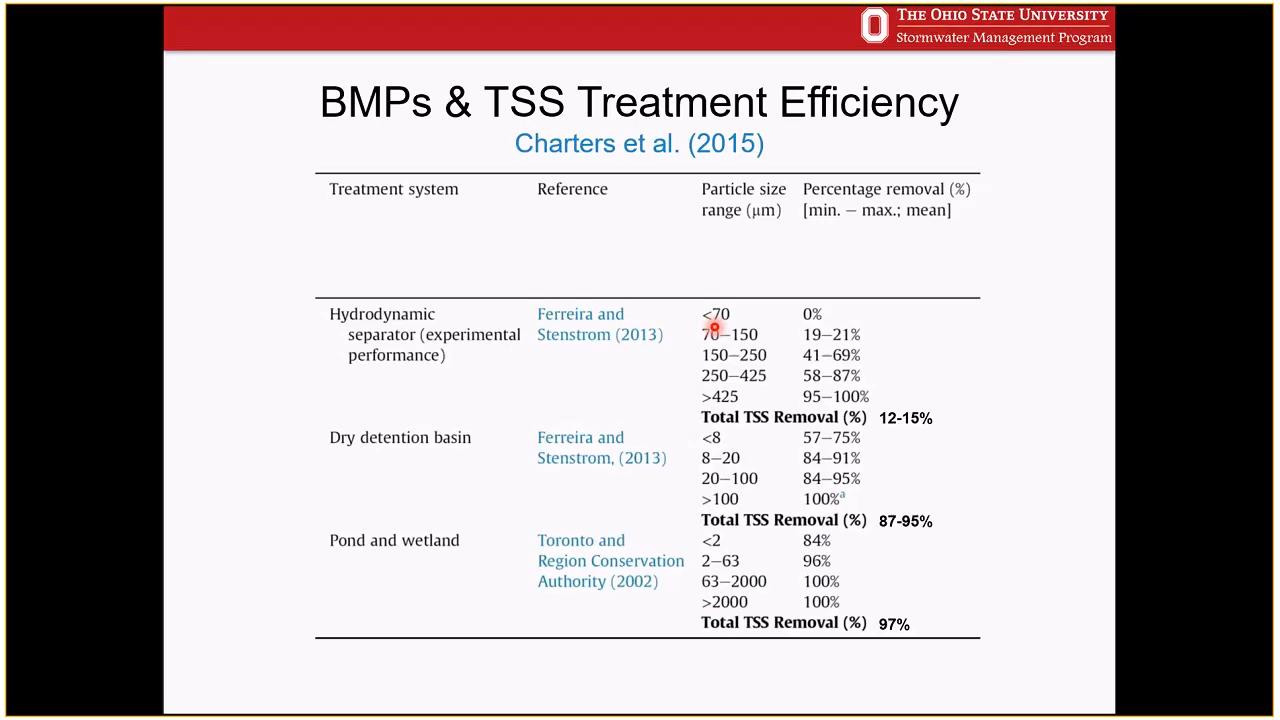 THE OHIO STATE UNIVERSITY
Stormwater Management Program
BMPs & TSS Treatment Efficiency
Charters et al. (2015)
Treatment system Reference Particle size Percentage removal (%)
range (μm) [min. – max.; mean]
Hydrodynamic Ferreira and <70 0%
separator (experimental Stenstrom (2013) 70–150 19–21%
performance) 150–250 41–69%
250–425 58–87%
>425 95–100%
Total TSS Removal (%) 12-15%
Dry detention basin Ferreira and <8 57–75%
Stenstrom, (2013) 8–20 84–91%
20–100 84–95%
>100 100%a
Total TSS Removal (%) 87-95%
Pond and wetland Toronto and <2 84%
Region Conservation 2–63 96%
Authority (2002) 63–2000 100%
>2000 100%
Total TSS Removal (%) 97%